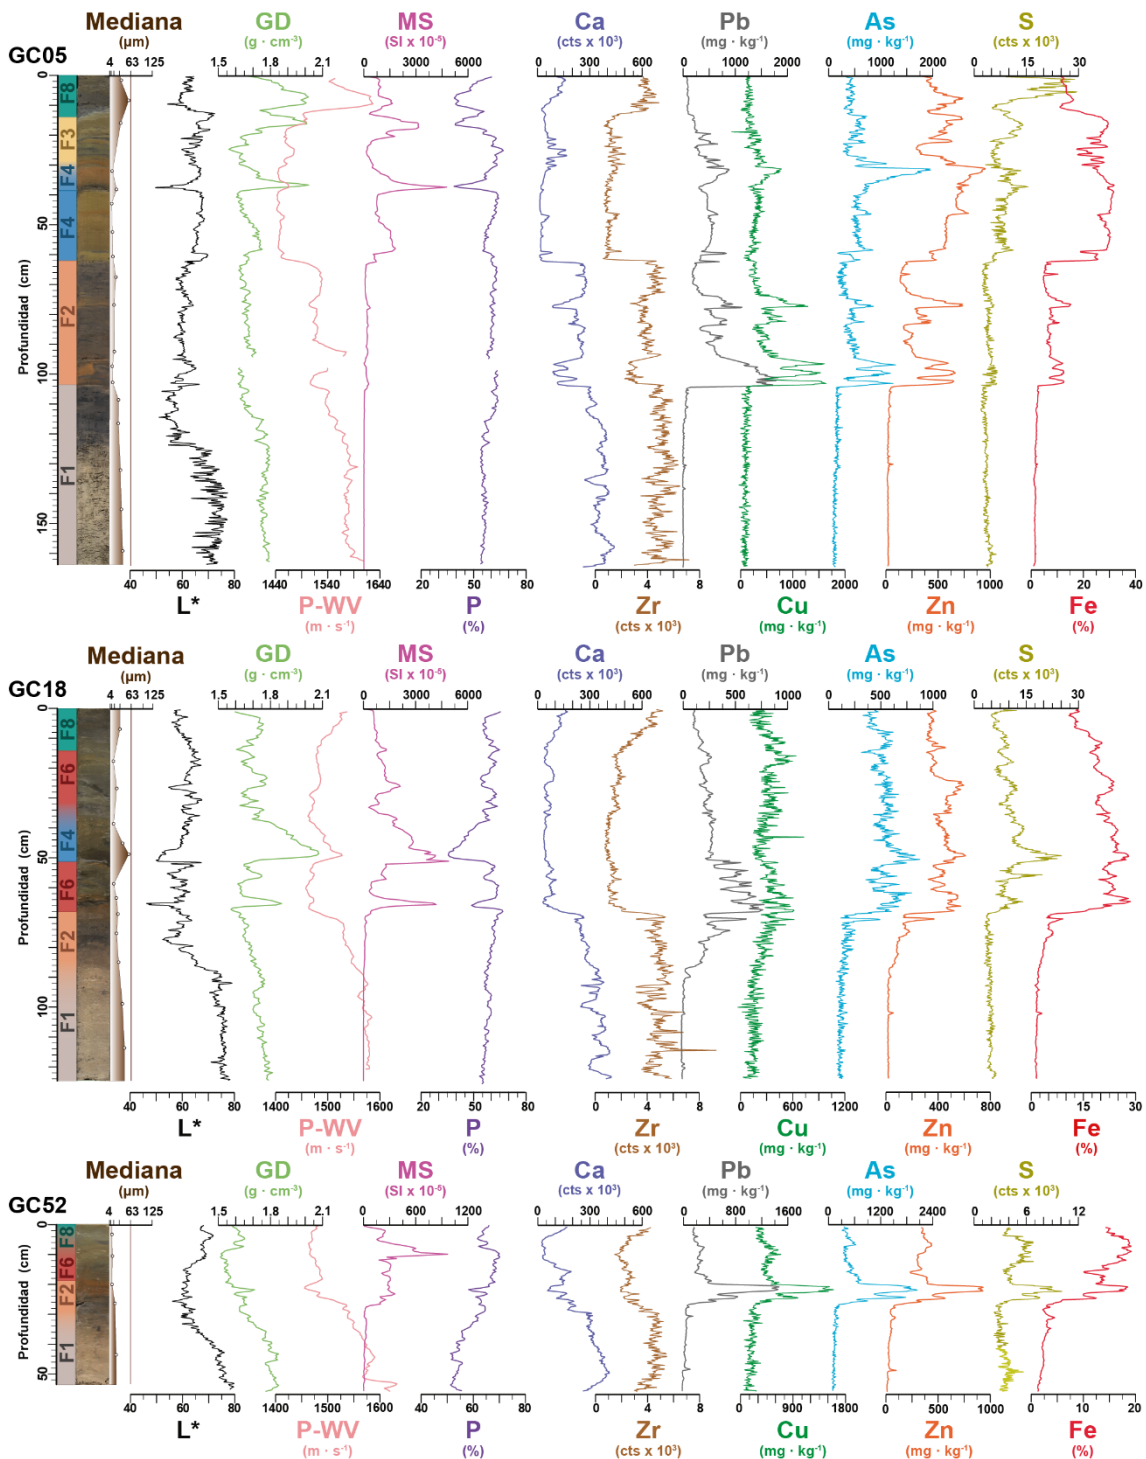 Mediana GD MS Ca Pb As S
(µm) (g · cm⁻³) (SI x 10⁻⁵) (cts x 10³) (mg · kg⁻¹) (mg · kg⁻¹) (cts x 10³)
GC05 4 63 125 1.5 1.8 2.1 0 2000 4000 6000 0 300 600 0 1000 2000 0 1000 2000 0 15 30
0
F8
F3
F4
50
F4
F2
Profundidad (cm)
100
F1
150
40 60 80 1440 1540 1640 20 40 60 80 0 4 8 0 1000 2000 0 500 1000 0 20 40
L* P-WV P Zr Cu Zn Fe
(m · s⁻¹) (%) (cts x 10³) (mg · kg⁻¹) (mg · kg⁻¹) (%)
Mediana GD MS Ca Pb As S
(µm) (g · cm⁻³) (SI x 10⁻⁵) (cts x 10³) (mg · kg⁻¹) (mg · kg⁻¹) (cts x 10³)
GC18 4 63 125 1.5 1.8 2.1 0 2000 4000 6000 0 300 600 0 500 1000 0 500 1000 0 15 30
0
F8
F6
F4
50
F6
Profundidad (cm)
F2
100
F1
40 60 80 1400 1500 1600 20 40 60 80 0 4 8 0 600 1200 0 400 800 0 10 20 30
L* P-WV P Zr Cu Zn Fe
(m · s⁻¹) (%) (cts x 10³) (mg · kg⁻¹) (mg · kg⁻¹) (%)
Mediana GD MS Ca Pb As S
(µm) (g · cm⁻³) (SI x 10⁻⁵) (cts x 10³) (mg · kg⁻¹) (mg · kg⁻¹) (cts x 10³)
GC52 4 63 125 1.5 1.8 2.1 0 600 1200 0 300 600 0 800 1600 0 1200 2400 0 6 12
0
F8
F6
F2
Profundidad (cm)
F1
50
40 60 80 1400 1500 1600 20 40 60 80 0 4 8 0 900 1800 0 500 1000 0 10 20
L* P-WV P Zr Cu Zn Fe
(m · s⁻¹) (%) (cts x 10³) (mg · kg⁻¹) (mg · kg⁻¹) (%)